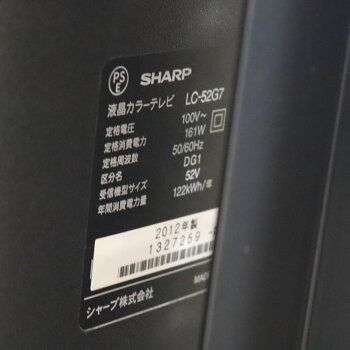 PS
E
SHARP
液晶カラーテレビ LC-52G7
定格電圧 100V~
定格消費電力 161W
定格周波数 50/60Hz
区分名 DG1
受信機型サイズ 52V
年間消費電力量 122kWh/年
2012年製
1327259
シャープ株式会社